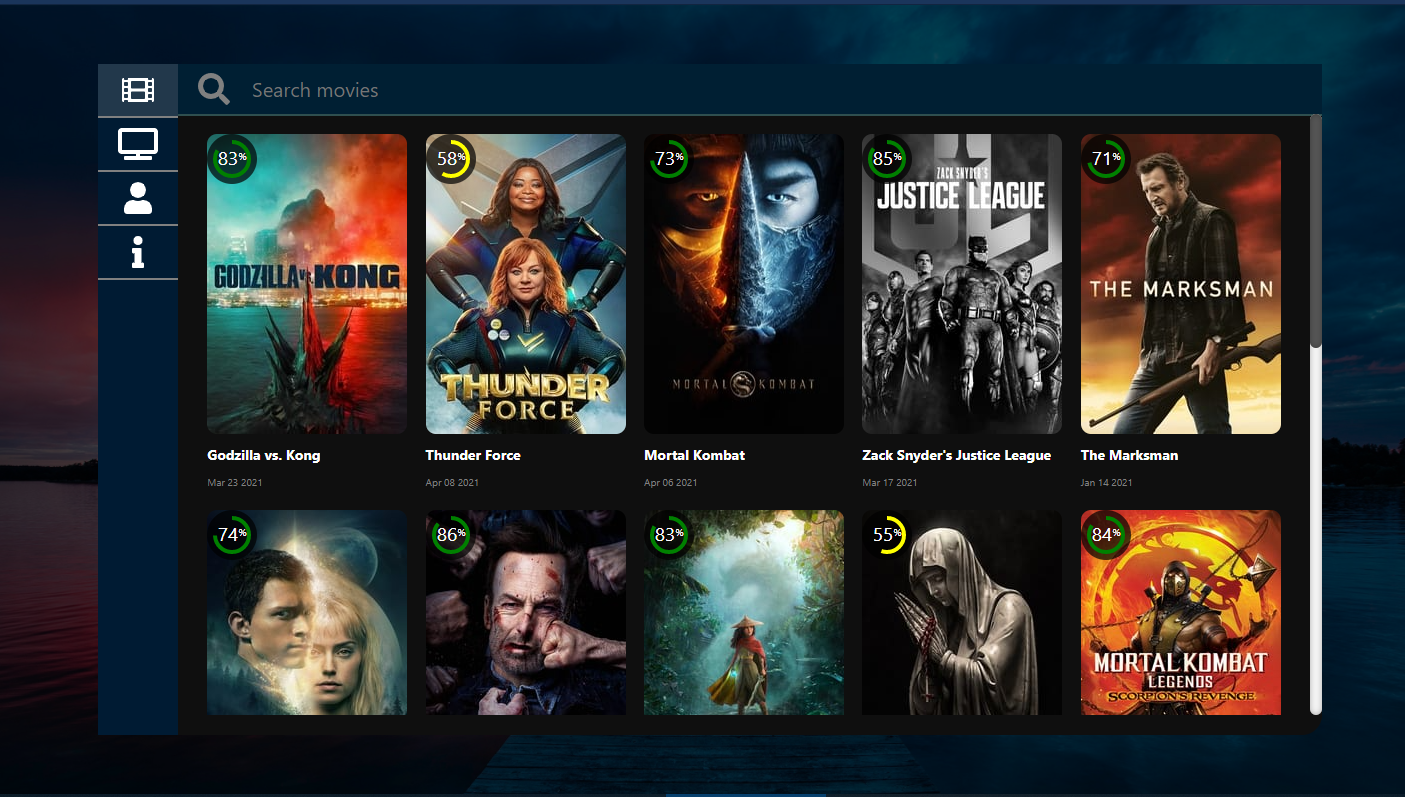 Search movies
83%
58%
73%
85%
71%
GODZILLA vs. KONG
THUNDER
FORCE
MORTAL KOMBAT
ZACK SNYDER'S
JUSTICE LEAGUE
THE MARKSMAN
Godzilla vs. Kong
Thunder Force
Mortal Kombat
Zack Snyder's Justice League
The Marksman
Mar 23 2021
Apr 08 2021
Apr 06 2021
Mar 17 2021
Jan 14 2021
74%
86%
83%
55%
84%
MORTAL KOMBAT
LEGENDS
SCORPION'S REVENGE